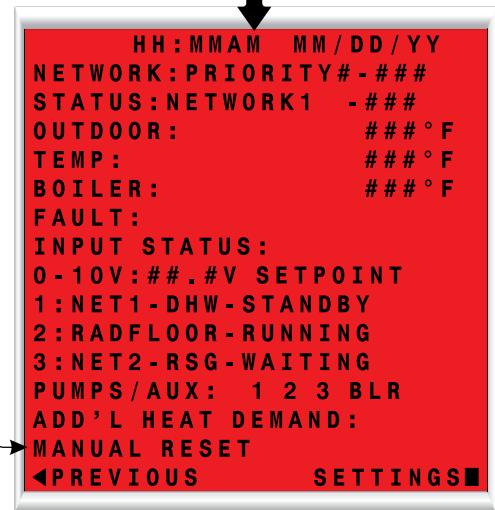 HH:MMAM MM/DD/YY
NETWORK:PRIORITY#-###
STATUS:NETWORK1 -###
OUTDOOR: ###°F
TEMP: ###°F
BOILER: ###°F
FAULT:
INPUT STATUS:
0-10V:##.#V SETPOINT
1:NET1-DHW-STANDBY
2:RADFLOOR-RUNNING
3:NET2-RSG-WAITING
PUMPS/AUX: 1 2 3 BLR
ADD’L HEAT DEMAND:
MANUAL RESET
◀PREVIOUS SETTINGS■